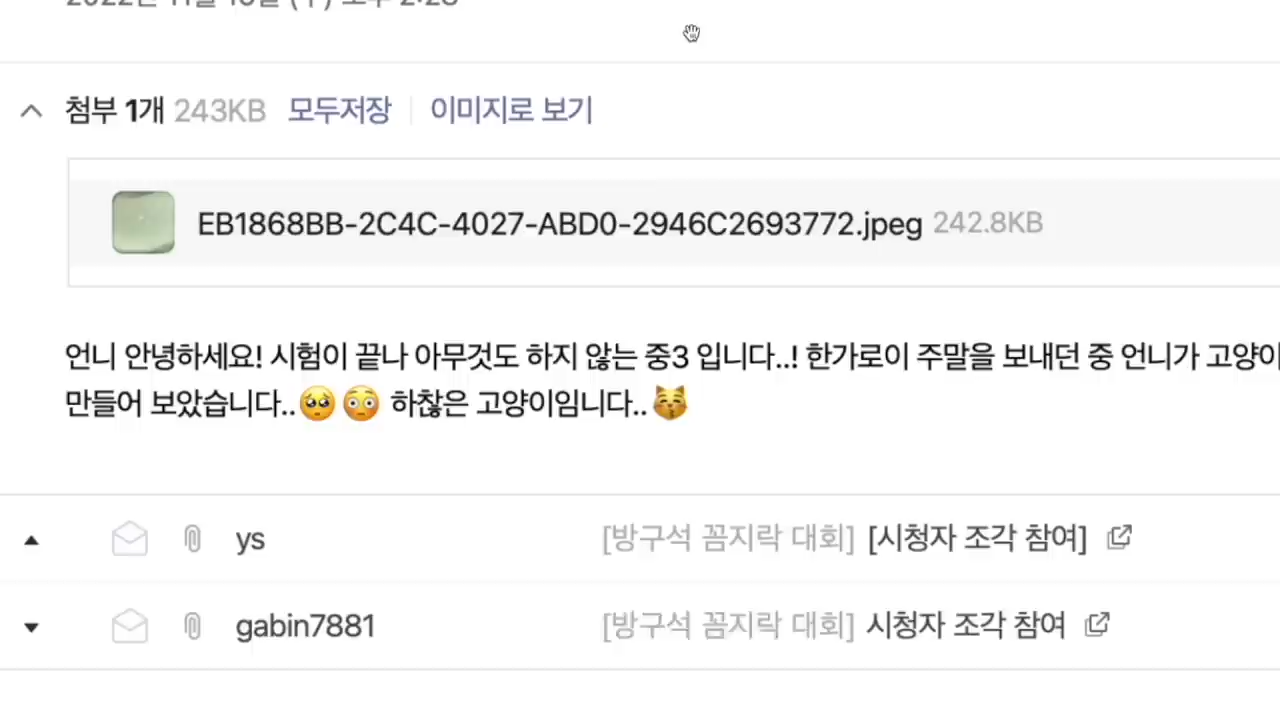 첨부 1개 243KB 모두저장 이미지로 보기
EB1868BB-2C4C-4027-ABD0-2946C2693772.jpeg 242.8KB
언니 안녕하세요! 시험이 끝나 아무것도 하지 않는 중3 입니다..! 한가로이 주말을 보내던 중 언니가 고양이
만들어 보았습니다..🥺😳 하찮은 고양이임니다..😽
ys [방구석 꼼지락 대회] [시청자 조각 참여]
gabin7881 [방구석 꼼지락 대회] 시청자 조각 참여